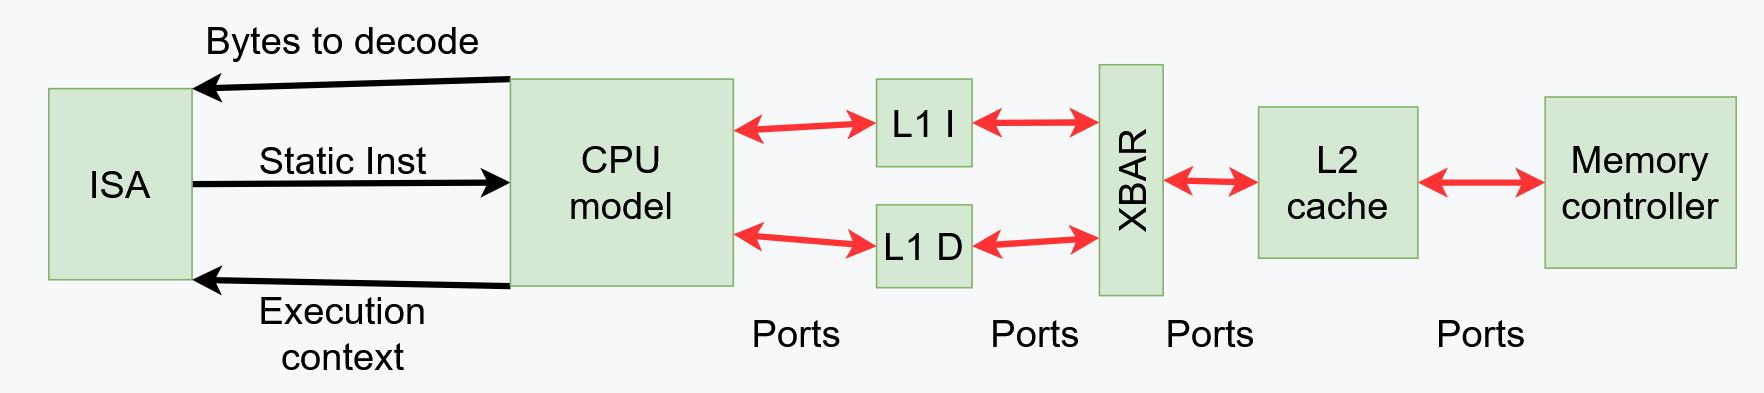 Bytes to decode
ISA
Static Inst
CPU
model
Execution
context
L1 I
L1 D
XBAR
L2
cache
Memory
controller
Ports
Ports
Ports
Ports